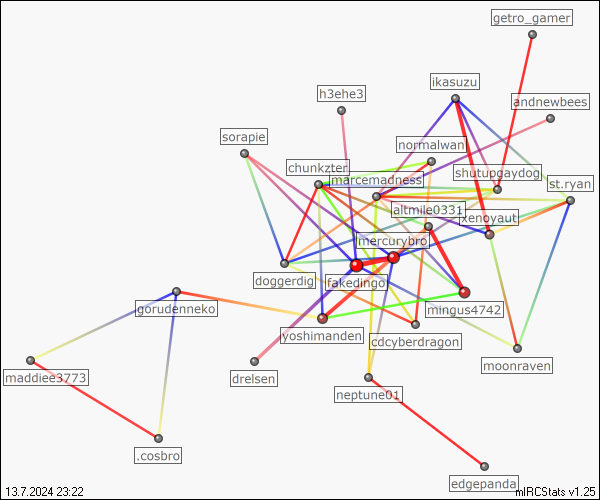 getro_gamer
ikasuzu
h3ehe3
andnewbees
sorapie
normalwan
chunkzter
shutupgaydog
marcemadness
st.ryan
altmile0331
xenoyaut
mercurybro
doggerdig
fakedingo
gorudenneko
mingus4742
yoshimanden
cdcyberdragon
moonraven
maddiee3773
drelsen
neptune01
.cosbro
edgepanda
13.7.2024 23:22
mIRCStats v1.25